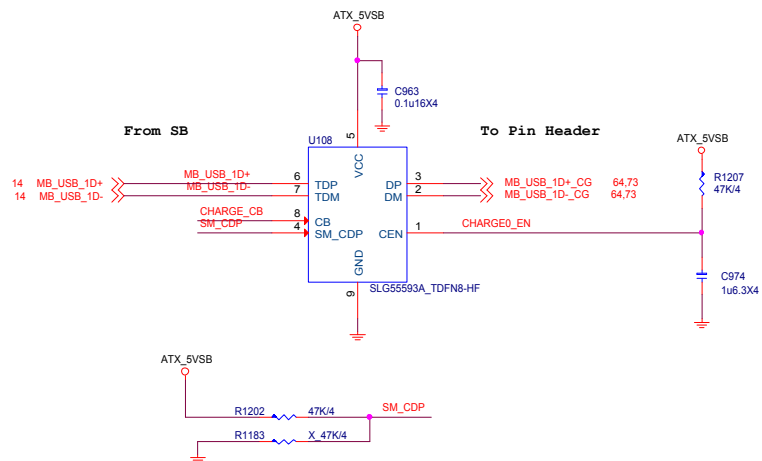 ATX_5VSB
C963
0.1u16X4
From SB
To Pin Header
U108
ATX_5VSB
5
VCC
14 MB_USB_1D+
MB_USB_1D+
6
TDP
DP
3
MB_USB_1D+_CG
64,73
R1207
47K/4
14 MB_USB_1D-
MB_USB_1D-
7
TDM
DM
2
MB_USB_1D-_CG
64,73
CHARGE_CB
8
CB
SM_CDP
4
SM_CDP
CEN
1
CHARGE0_EN
GND
9
SLG55593A_TDFN8-HF
C974
1u6.3X4
ATX_5VSB
R1202
47K/4
SM_CDP
R1183
X_47K/4